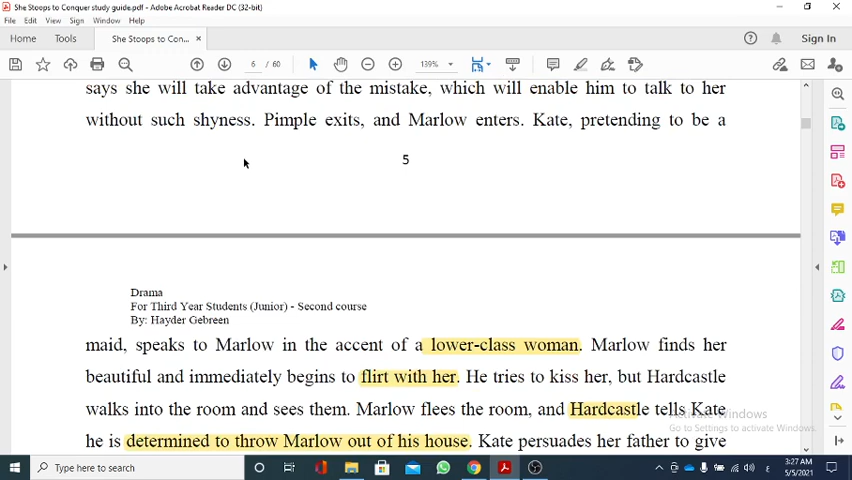 She Stoops to Conquer study guide.pdf - Adobe Acrobat Reader DC (32-bit)
File Edit View Sign Window Help
Home Tools She Stoops to Con... × Sign In
6 / 60 139%
says she will take advantage of the mistake, which will enable him to talk to her
without such shyness. Pimple exits, and Marlow enters. Kate, pretending to be a
5
Drama
For Third Year Students (Junior) - Second course
By: Hayder Gebreen
maid, speaks to Marlow in the accent of a lower-class woman. Marlow finds her
beautiful and immediately begins to flirt with her. He tries to kiss her, but Hardcastle
walks into the room and sees them. Marlow flees the room, and Hardcastle tells Kate
Activate Windows
Go to Settings to activate Windows.
he is determined to throw Marlow out of his house. Kate persuades her father to give
Type here to search
ع 3:27 AM
5/5/2021